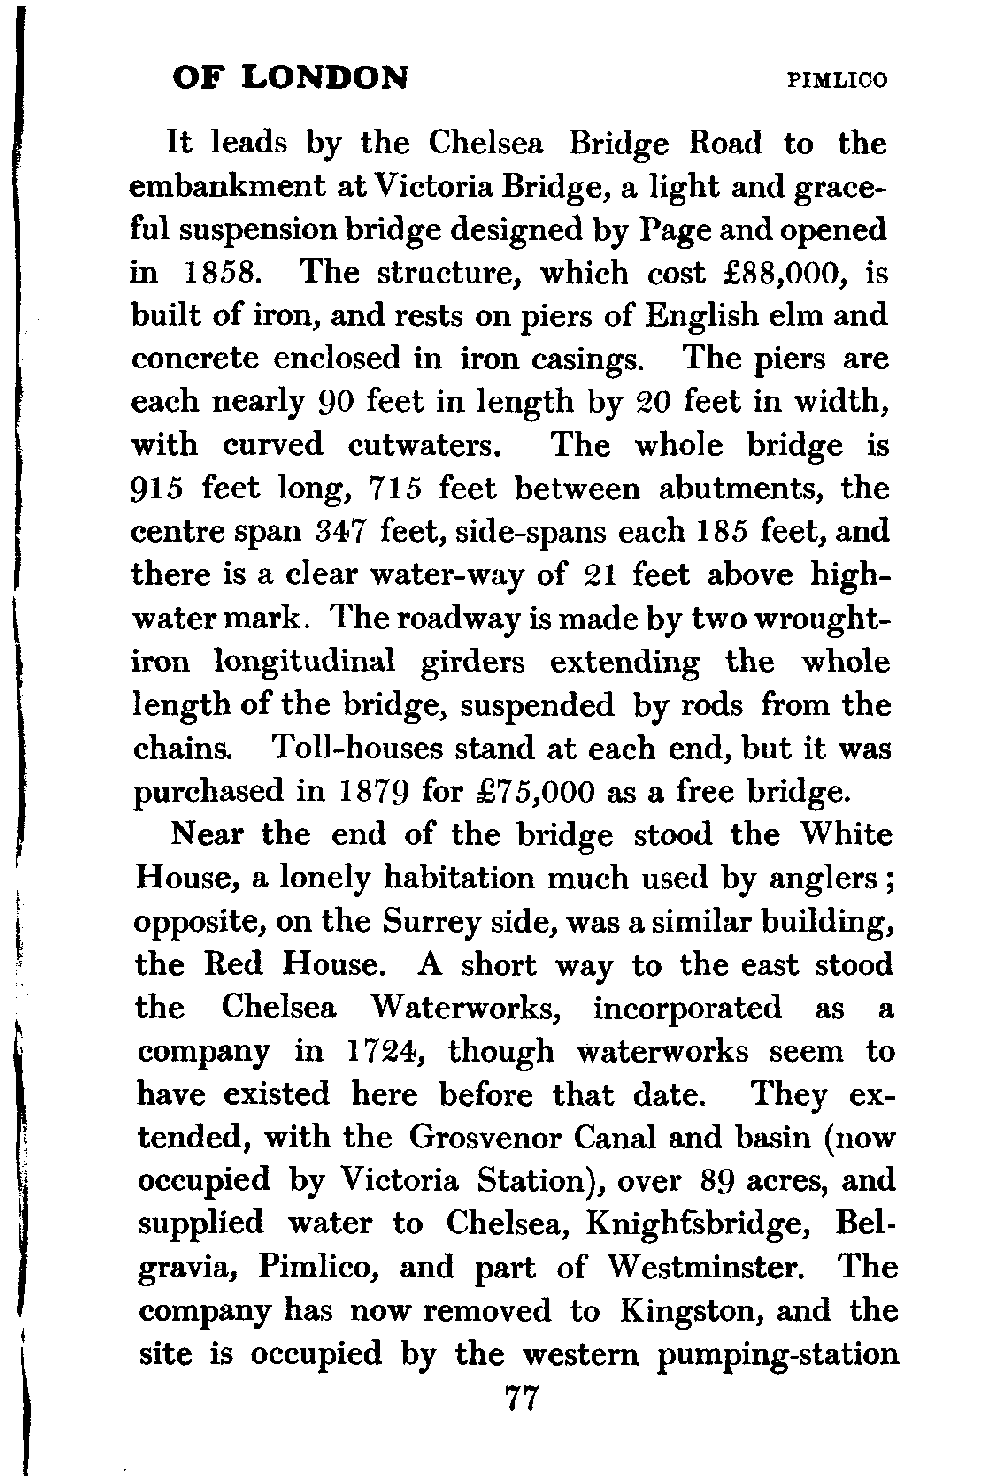 OF LONDON PIMLICO
It leads by the Chelsea Bridge Road to the
embankment at Victoria Bridge, a light and grace-
ful suspension bridge designed by Page and opened
in 1858. The structure, which cost £88,000, is
built of iron, and rests on piers of English elm and
concrete enclosed in iron casings. The piers are
each nearly 90 feet in length by 20 feet in width,
with curved cutwaters. The whole bridge is
915 feet long, 715 feet between abutments, the
centre span 347 feet, side-spans each 185 feet, and
there is a clear water-way of 21 feet above high-
water mark. The roadway is made by two wrought-
iron longitudinal girders extending the whole
length of the bridge, suspended by rods from the
chains. Toll-houses stand at each end, but it was
purchased in 1879 for £75,000 as a free bridge.
Near the end of the bridge stood the White
House, a lonely habitation much used by anglers;
opposite, on the Surrey side, was a similar building,
the Red House. A short way to the east stood
the Chelsea Waterworks, incorporated as a
company in 1724, though waterworks seem to
have existed here before that date. They ex-
tended, with the Grosvenor Canal and basin (now
occupied by Victoria Station), over 89 acres, and
supplied water to Chelsea, Knightsbridge, Bel-
gravia, Pimlico, and part of Westminster. The
company has now removed to Kingston, and the
site is occupied by the western pumping-station
77